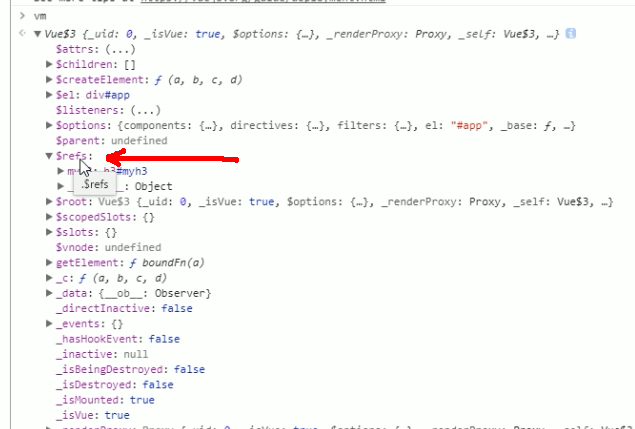 > vm
Vue$3 {_uid: 0, _isVue: true, $options: {…}, _renderProxy: Proxy, _self: Vue$3, …} i
$attrs: (...)
$children: []
$createElement: ƒ (a, b, c, d)
$el: div#app
$listeners: (...)
$options: {components: {…}, directives: {…}, filters: {…}, el: "#app", _base: ƒ, …}
$parent: undefined
$refs:
h3#myh3
.$refs
: Object
$root: Vue$3 {_uid: 0, _isVue: true, $options: {…}, _renderProxy: Proxy, _self: Vue$3, …}
$scopedSlots: {}
$slots: {}
$vnode: undefined
getElement: ƒ boundFn(a)
_c: ƒ (a, b, c, d)
_data: {__ob__: Observer}
_directInactive: false
_events: {}
_hasHookEvent: false
_inactive: null
_isBeingDestroyed: false
_isDestroyed: false
_isMounted: true
_isVue: true